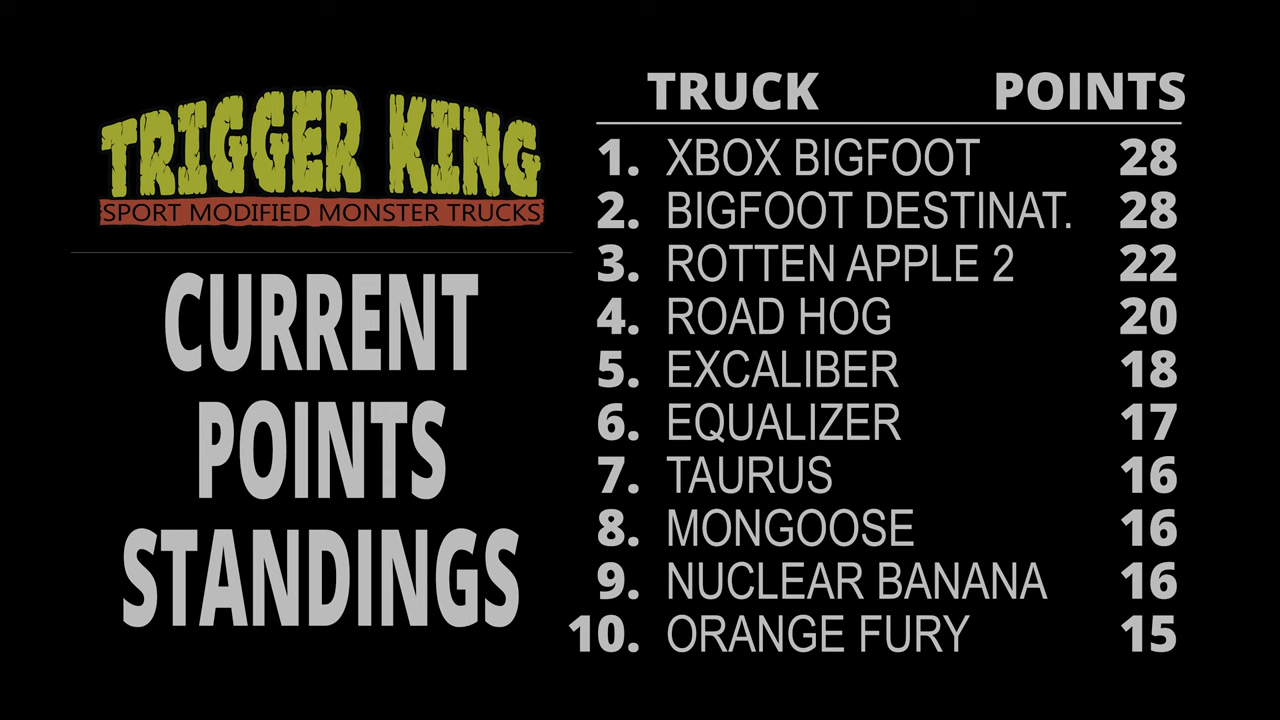 TRIGGER KING
SPORT MODIFIED MONSTER TRUCKS
CURRENT
POINTS
STANDINGS
TRUCK POINTS
1. XBOX BIGFOOT 28
2. BIGFOOT DESTINAT. 28
3. ROTTEN APPLE 2 22
4. ROAD HOG 20
5. EXCALIBER 18
6. EQUALIZER 17
7. TAURUS 16
8. MONGOOSE 16
9. NUCLEAR BANANA 16
10. ORANGE FURY 15